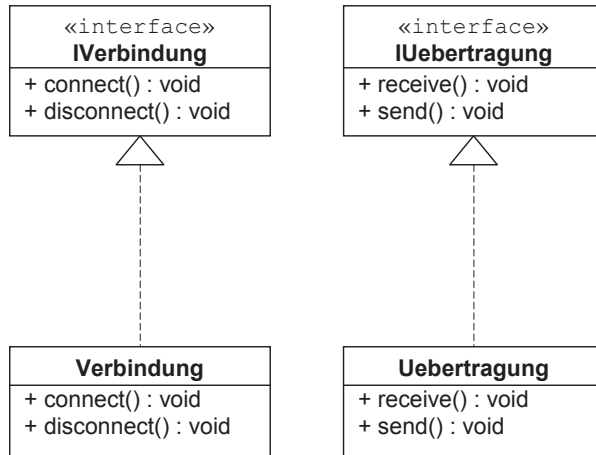 «interface»
IVerbindung
+ connect() : void
+ disconnect() : void
«interface»
IUebertragung
+ receive() : void
+ send() : void
Verbindung
+ connect() : void
+ disconnect() : void
Uebertragung
+ receive() : void
+ send() : void